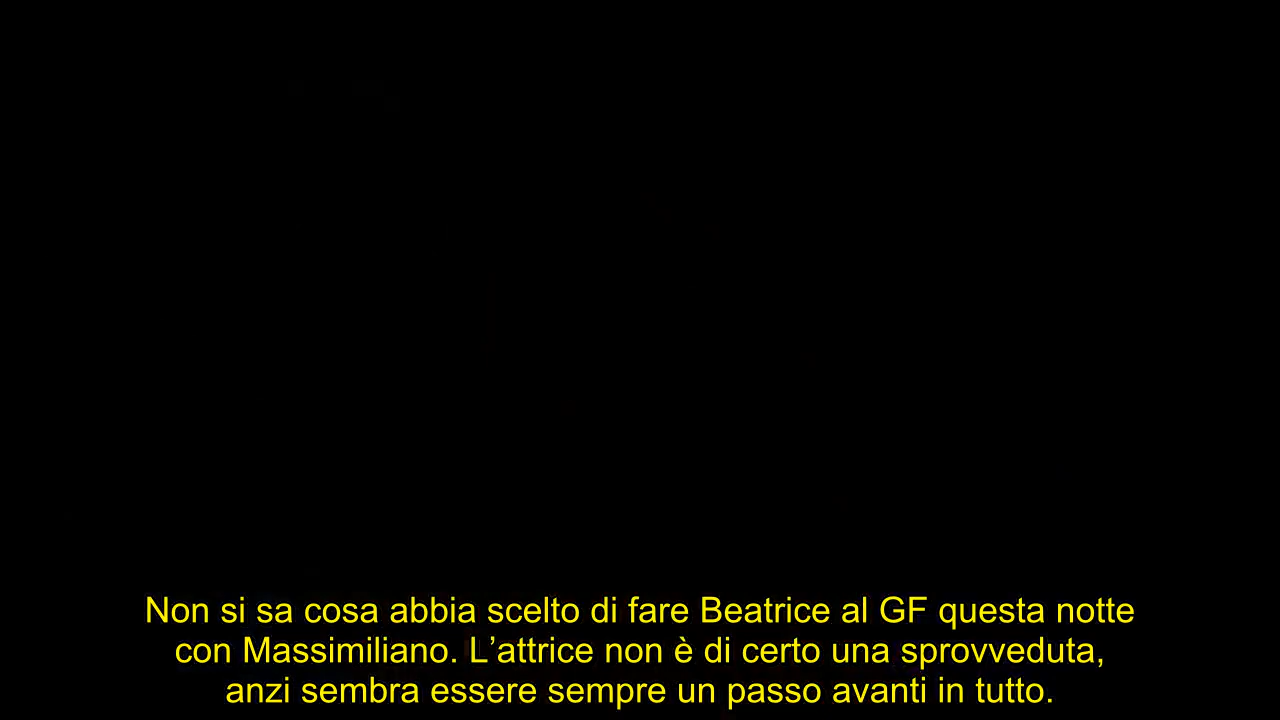 Non si sa cosa abbia scelto di fare Beatrice al GF questa notte
con Massimiliano. L’attrice non è di certo una sprovveduta,
anzi sembra essere sempre un passo avanti in tutto.